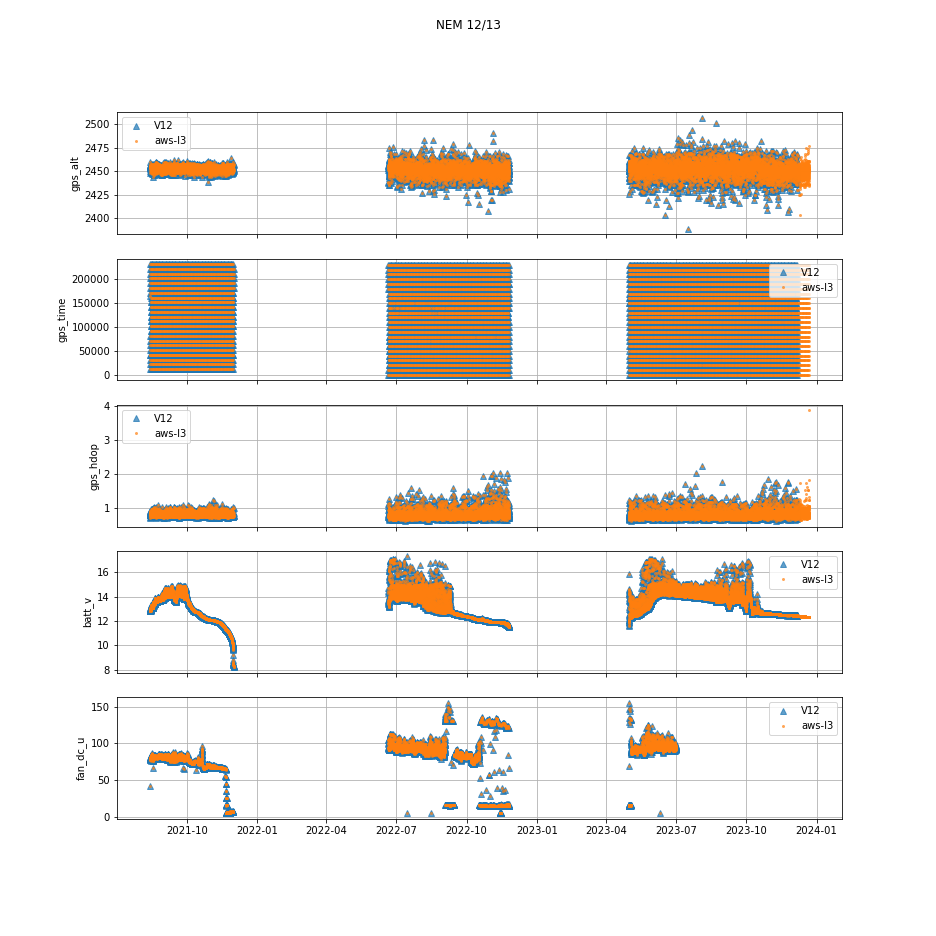 NEM 12/13
2500
2475
2450
2425
2400
gps_alt
V12
aws-l3
200000
150000
100000
50000
0
gps_time
V12
aws-l3
4
3
2
1
gps_hdop
V12
aws-l3
16
14
12
10
8
batt_v
V12
aws-l3
150
100
50
0
fan_dc_u
V12
aws-l3
2021-10 2022-01 2022-04 2022-07 2022-10 2023-01 2023-04 2023-07 2023-10 2024-01